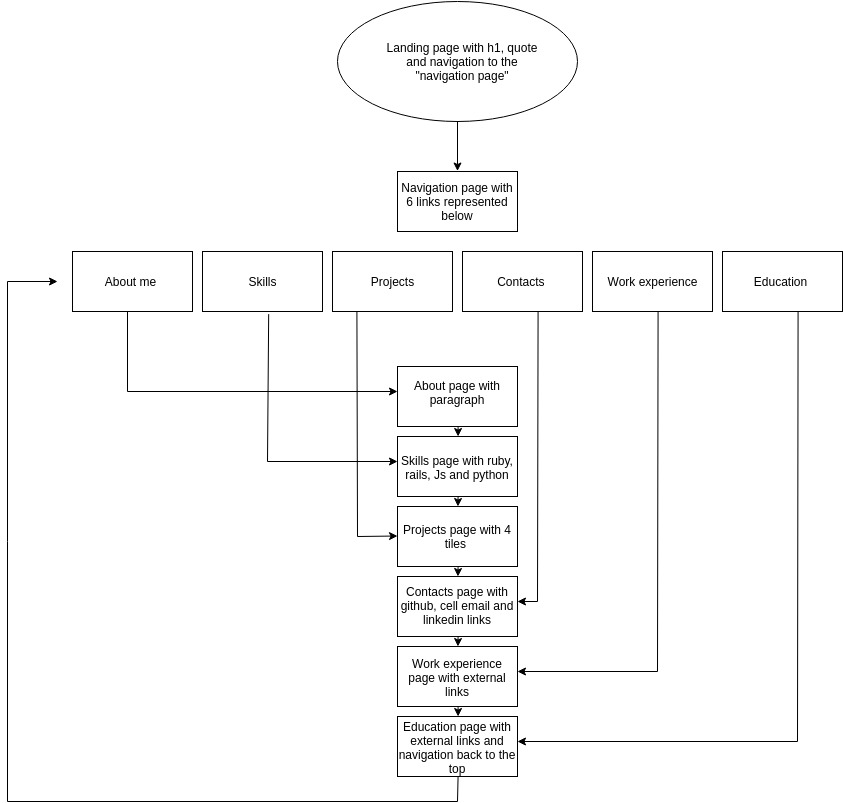 Landing page with h1, quote
and navigation to the
"navigation page"
Navigation page with
6 links represented
below
About me
Skills
Projects
Contacts
Work experience
Education
About page with
paragraph
Skills page with ruby,
rails, Js and python
Projects page with 4
tiles
Contacts page with
github, cell email and
linkedin links
Work experience
page with external
links
Education page with
external links and
navigation back to the
top